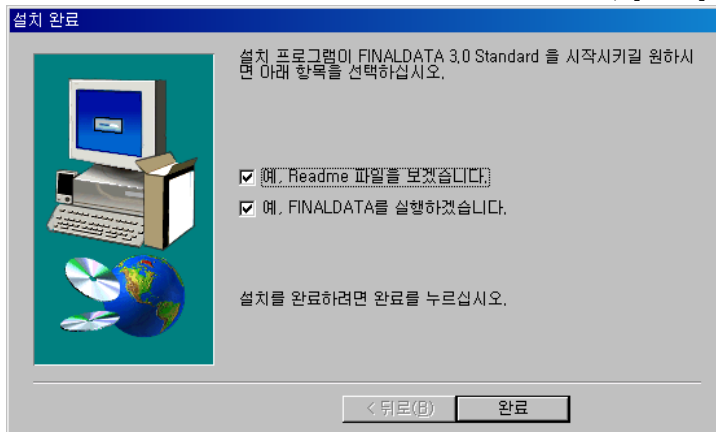 설치 완료
설치 프로그램이 FINALDATA 3.0 Standard 을 시작시키길 원하시
면 아래 항목을 선택하십시오.
예, Readme 파일을 보겠습니다.
예, FINALDATA를 실행하겠습니다.
설치를 완료하려면 완료를 누르십시오.
< 뒤로(B)
완료